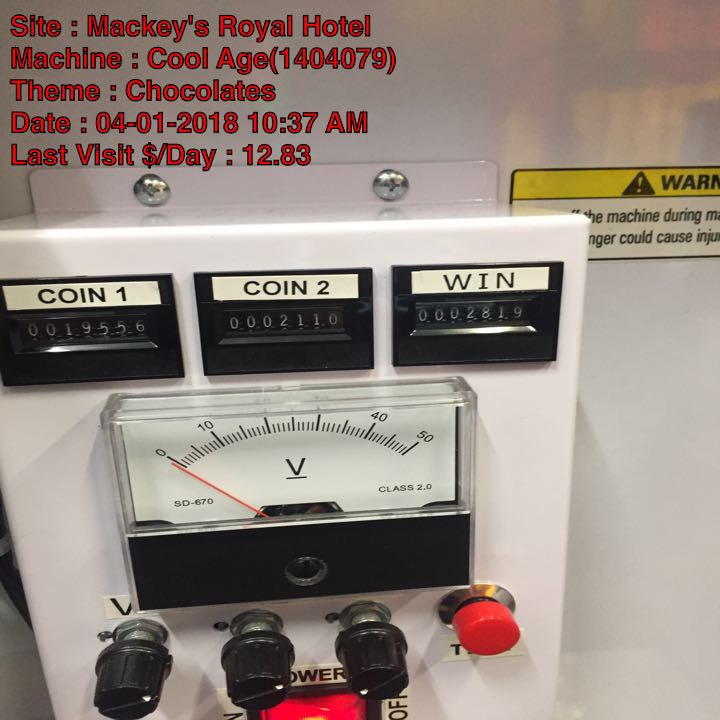 Site : Mackey's Royal Hotel
Machine : Cool Age(1404079)
Theme : Chocolates
Date : 04-01-2018 10:37 AM
Last Visit $/Day : 12.83
WARN
the machine during ma
nger could cause injur
COIN 1
COIN 2
WIN
0019556
0002110
0002819
0 10 40 50
V
SD-670
CLASS 2.0
V
T
OWER
N
OFF